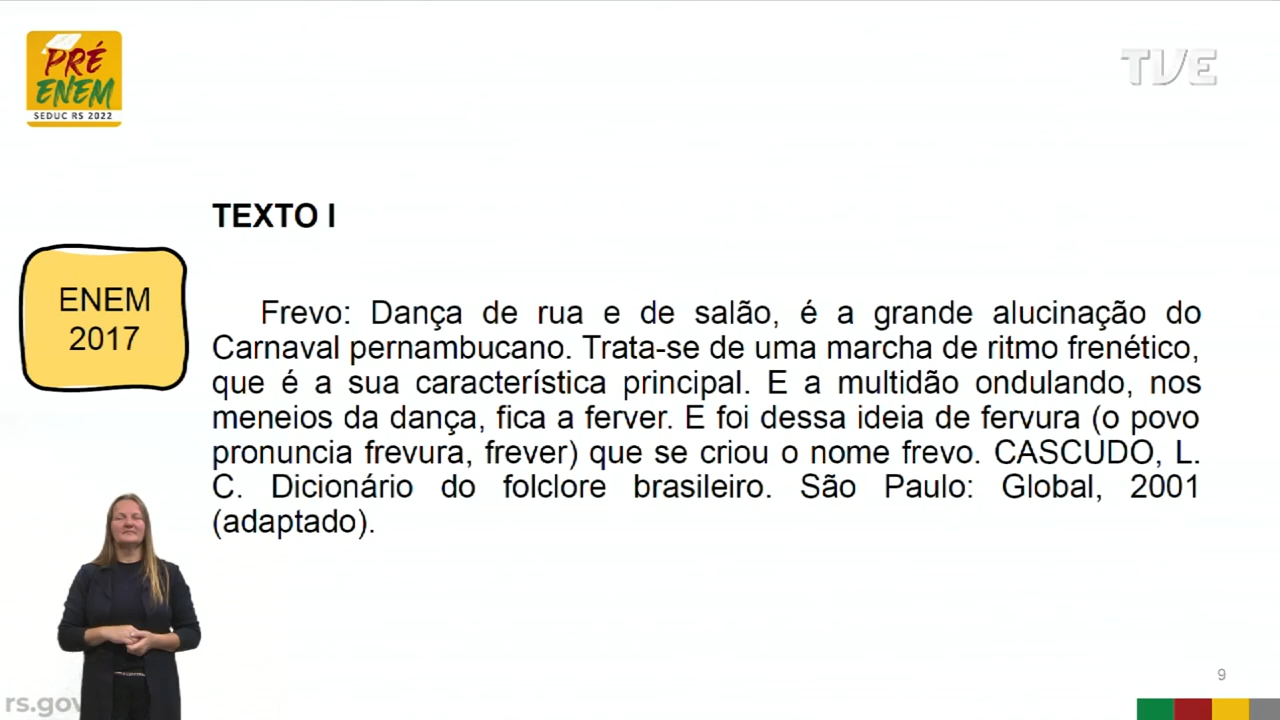 PRÉ
ENEM
SEDUC RS 2022
TVE
TEXTO I
ENEM
2017
Frevo: Dança de rua e de salão, é a grande alucinação do
Carnaval pernambucano. Trata-se de uma marcha de ritmo frenético,
que é a sua característica principal. E a multidão ondulando, nos
meneios da dança, fica a ferver. E foi dessa ideia de fervura (o povo
pronuncia frevura, frever) que se criou o nome frevo. CASCUDO, L.
C. Dicionário do folclore brasileiro. São Paulo: Global, 2001
(adaptado).
9
rs.gov